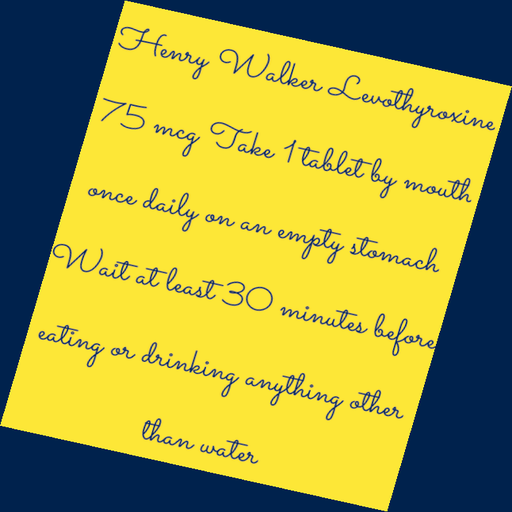 Henry Walker Levothyroxine
75 mcg Take 1 tablet by mouth
once daily on an empty stomach
Wait at least 30 minutes before
eating or drinking anything other
than water